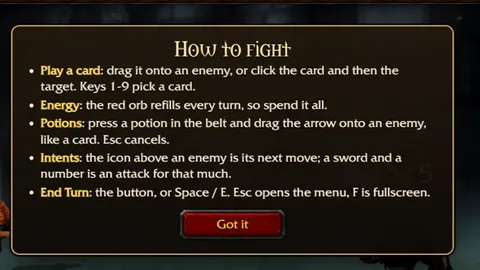 How to fight
• Play a card: drag it onto an enemy, or click the card and then the
target. Keys 1-9 pick a card.
• Energy: the red orb refills every turn, so spend it all.
• Potions: press a potion in the belt and drag the arrow onto an enemy,
like a card. Esc cancels.
• Intents: the icon above an enemy is its next move; a sword and a
number is an attack for that much.
• End Turn: the button, or Space / E. Esc opens the menu, F is fullscreen.
Got it